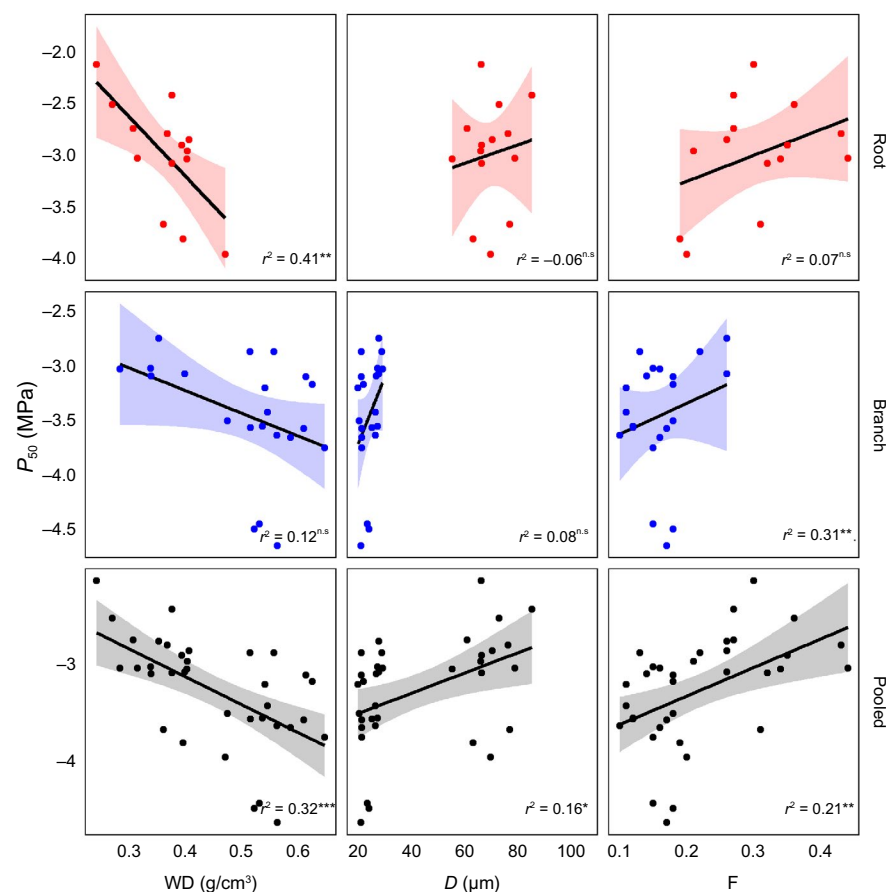 –2.0
–2.5
–3.0
–3.5
–4.0
r² = 0.41**
r² = –0.06n.s
r² = 0.07n.s
Root
–2.5
–3.0
–3.5
–4.0
–4.5
r² = 0.12n.s
r² = 0.08n.s
r² = 0.31**.
Branch
P50 (MPa)
–3
–4
r² = 0.32***
r² = 0.16*
r² = 0.21**
Pooled
0.3 0.4 0.5 0.6
20 40 60 80 100
0.1 0.2 0.3 0.4
WD (g/cm³)
D (µm)
F